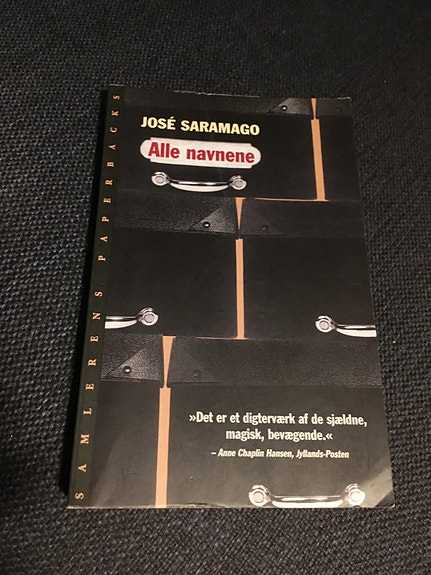 SAMLERENS PAPERBACKS
JOSÉ SARAMAGO
Alle navnene
»Det er et digterværk af de sjældne,
magisk, bevægende.«
– Anne Chaplin Hansen, Jyllands-Posten